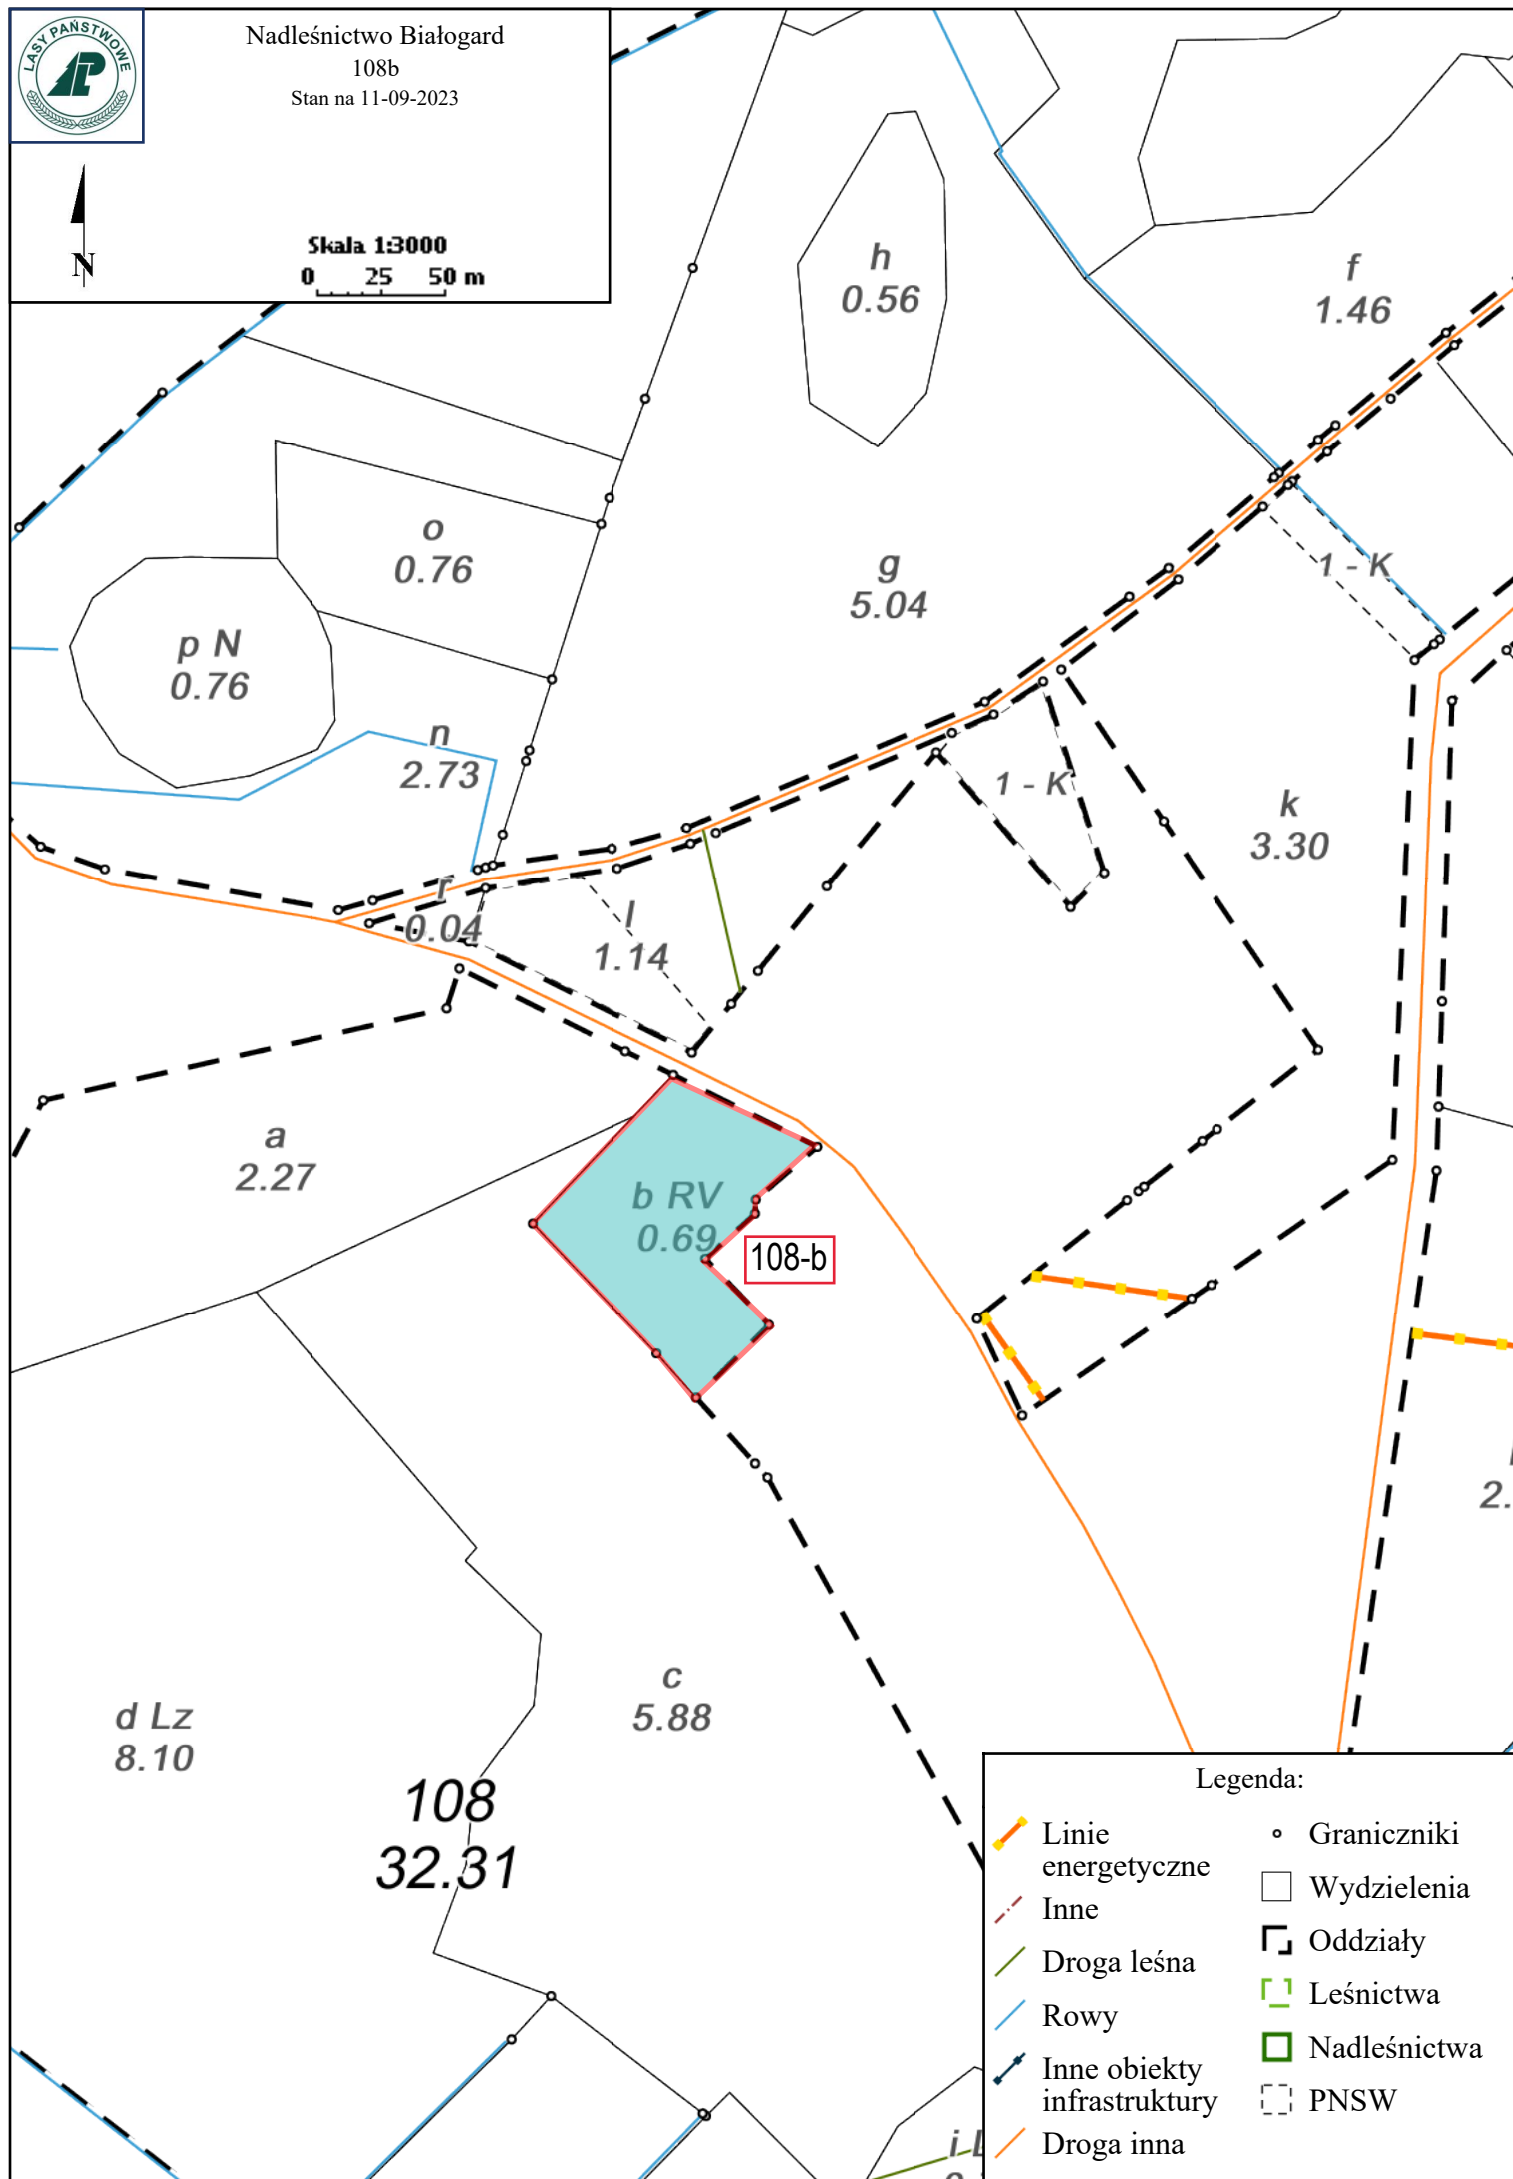 LASY PAŃSTWOWE
Nadleśnictwo Białogard
108b
Stan na 11-09-2023
N
Skala 1:3000
0 25 50 m
h
0.56
f
1.46
o
0.76
g
5.04
1 - K
p N
0.76
n
2.73
1 - K
k
3.30
r
0.04
l
1.14
a
2.27
b RV
0.69
108-b
2.
c
5.88
d Lz
8.10
108
32.31
i
Legenda:
Linie
energetyczne
Inne
Droga leśna
Rowy
Inne obiekty
infrastruktury
Droga inna
Graniczniki
Wydzielenia
Oddziały
Leśnictwa
Nadleśnictwa
PNSW